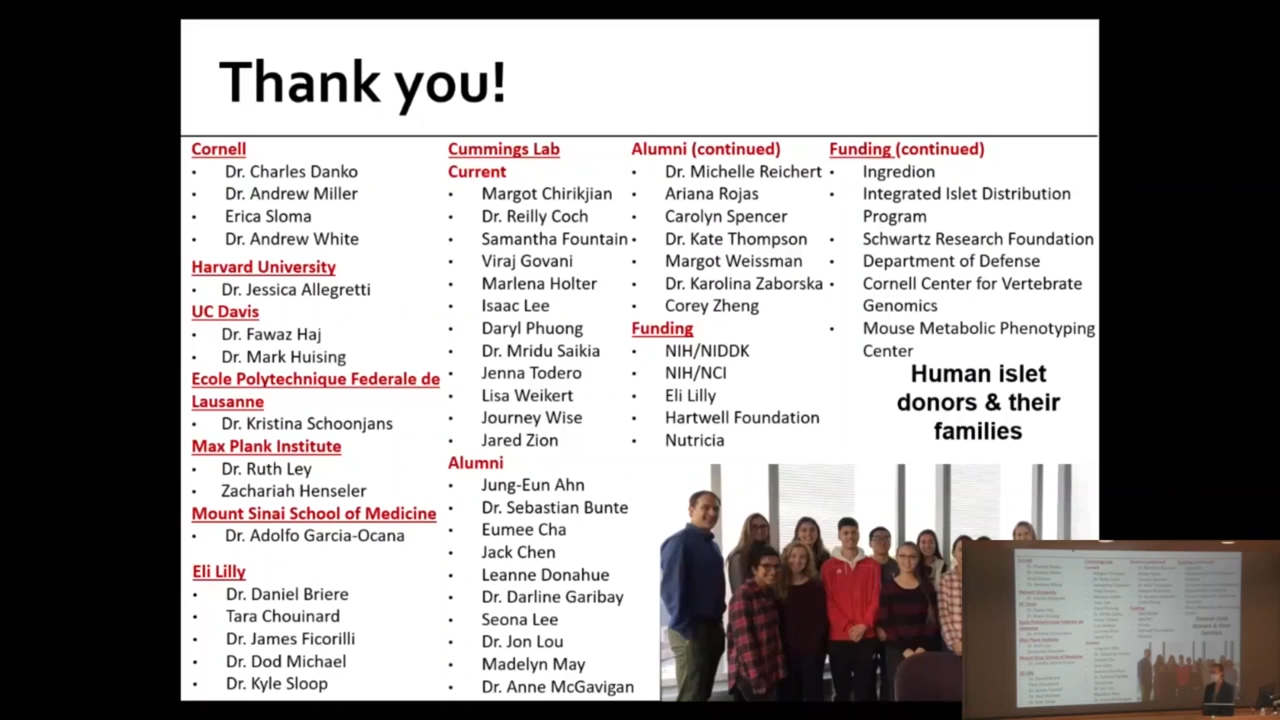 Thank you!
Cornell
• Dr. Charles Danko
• Dr. Andrew Miller
• Erica Sloma
• Dr. Andrew White
Harvard University
• Dr. Jessica Allegretti
UC Davis
• Dr. Fawaz Haj
• Dr. Mark Huising
Ecole Polytechnique Federale de
Lausanne
• Dr. Kristina Schoonjans
Max Plank Institute
• Dr. Ruth Ley
• Zachariah Henseler
Mount Sinai School of Medicine
• Dr. Adolfo Garcia-Ocana
Eli Lilly
• Dr. Daniel Briere
• Tara Chouinard
• Dr. James Ficorilli
• Dr. Dod Michael
• Dr. Kyle Sloop
Cummings Lab
Current
• Margot Chirikjian
• Dr. Reilly Coch
• Samantha Fountain
• Viraj Govani
• Marlena Holter
• Isaac Lee
• Daryl Phuong
• Dr. Mridu Saikia
• Jenna Todero
• Lisa Weikert
• Journey Wise
• Jared Zion
Alumni
• Jung-Eun Ahn
• Dr. Sebastian Bunte
• Eumee Cha
• Jack Chen
• Leanne Donahue
• Dr. Darline Garibay
• Seona Lee
• Dr. Jon Lou
• Madelyn May
• Dr. Anne McGavigan
Alumni (continued)
• Dr. Michelle Reichert
• Ariana Rojas
• Carolyn Spencer
• Dr. Kate Thompson
• Margot Weissman
• Dr. Karolina Zaborska
• Corey Zheng
Funding
• NIH/NIDDK
• NIH/NCI
• Eli Lilly
• Hartwell Foundation
• Nutricia
Funding (continued)
• Ingredion
• Integrated Islet Distribution
Program
• Schwartz Research Foundation
• Department of Defense
• Cornell Center for Vertebrate
Genomics
• Mouse Metabolic Phenotyping
Center
Human islet
donors & their
families
Human islet
donors & their
families